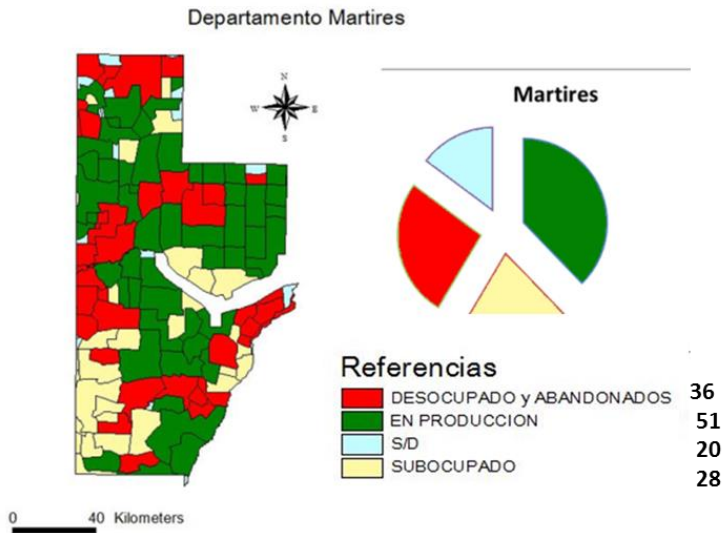 Departamento Martires
N
W E
S
Martires
Referencias
DESOCUPADO y ABANDONADOS 36
EN PRODUCCION 51
S/D 20
SUBOCUPADO 28
0 40 Kilometers